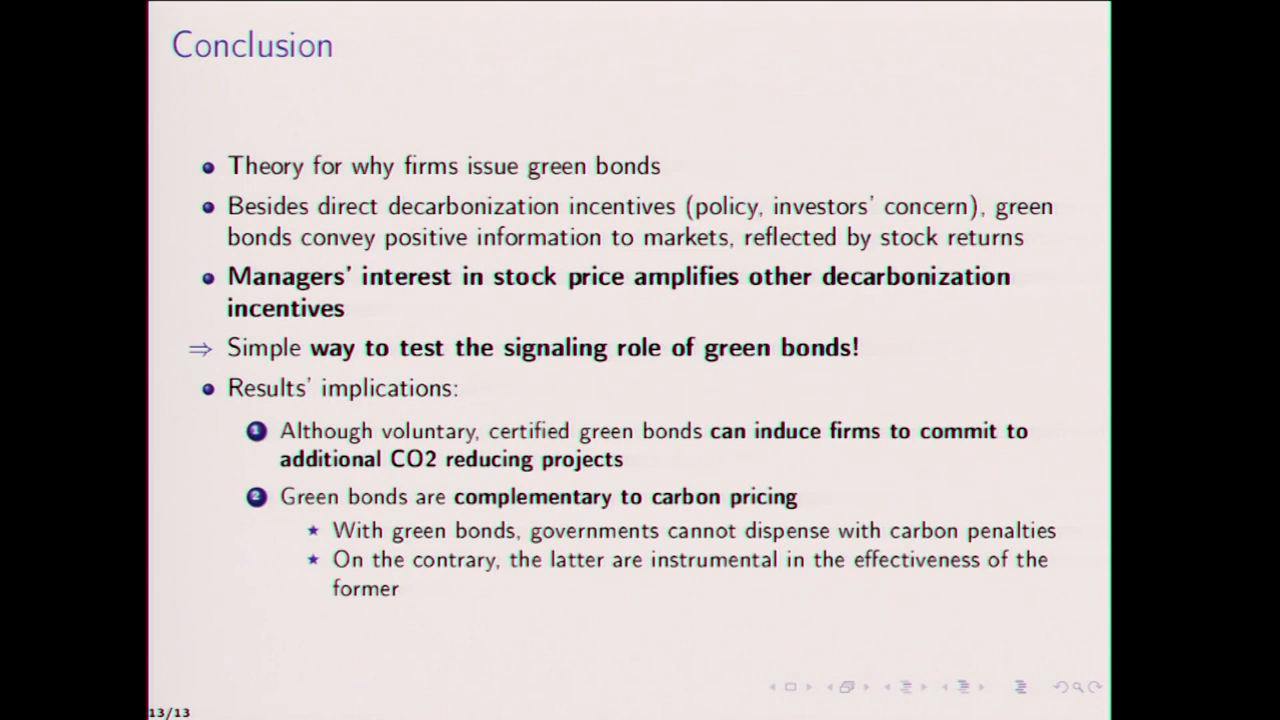 Conclusion
Theory for why firms issue green bonds
Besides direct decarbonization incentives (policy, investors' concern), green
bonds convey positive information to markets, reflected by stock returns
Managers' interest in stock price amplifies other decarbonization
incentives
⇒ Simple way to test the signaling role of green bonds!
Results' implications:
1 Although voluntary, certified green bonds can induce firms to commit to
additional CO2 reducing projects
2 Green bonds are complementary to carbon pricing
★ With green bonds, governments cannot dispense with carbon penalties
★ On the contrary, the latter are instrumental in the effectiveness of the
former
13/13